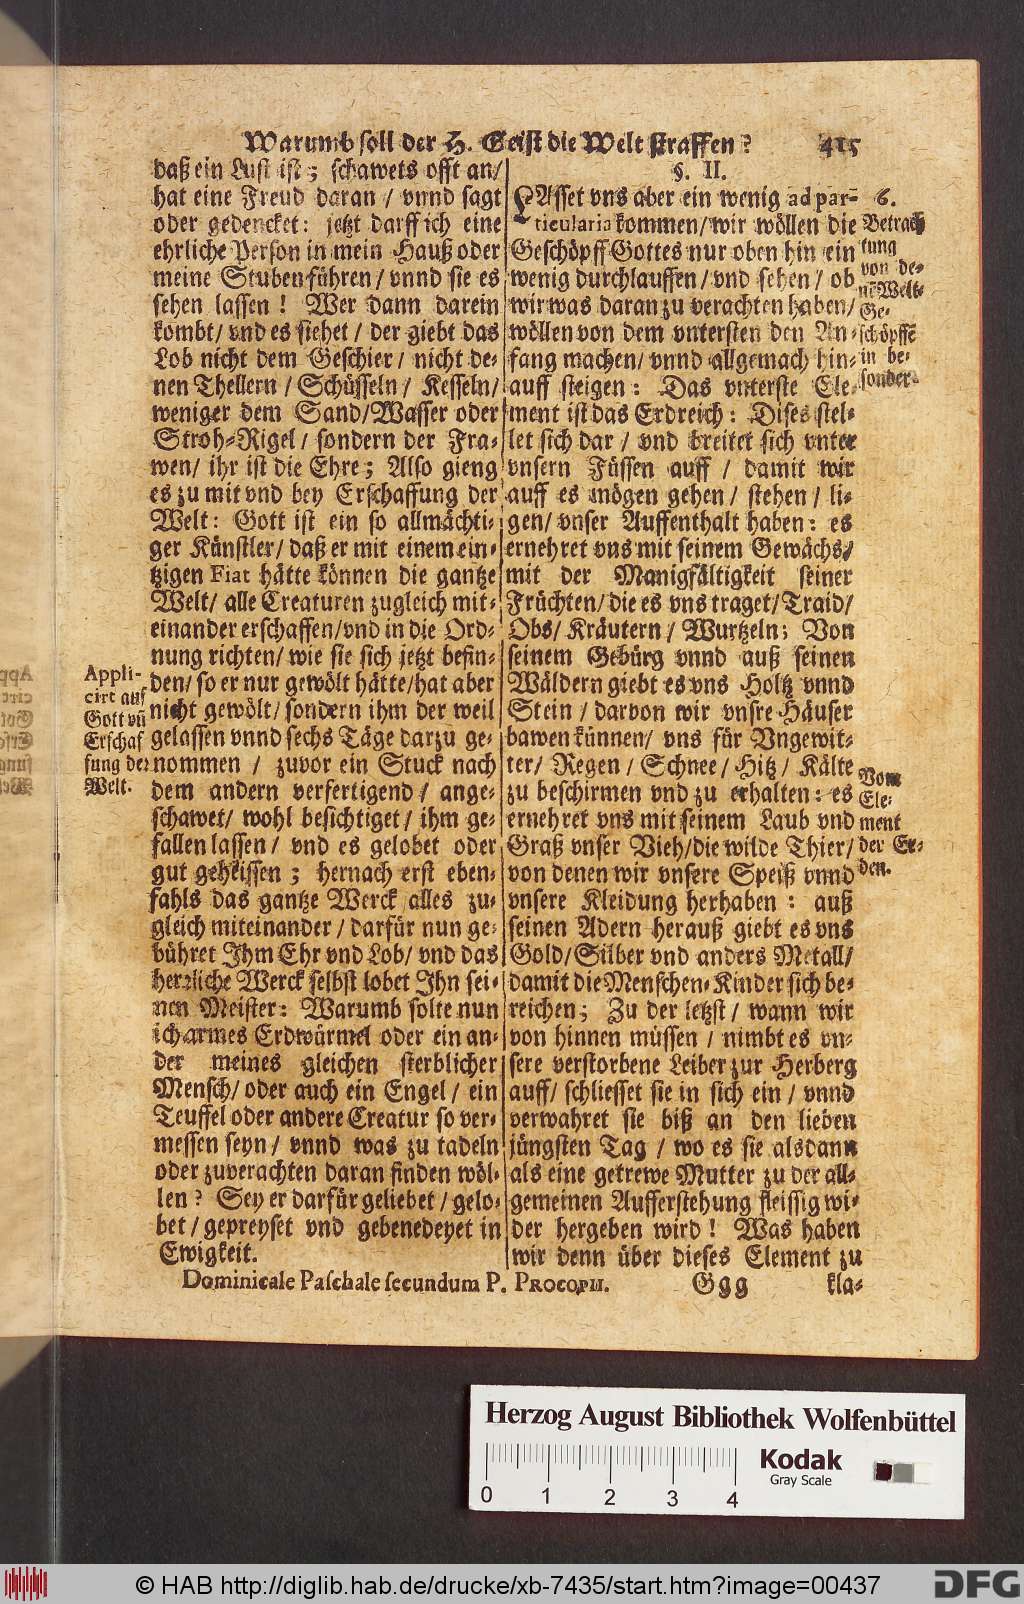 Warumb soll der H. Geist die Welt straffen? 415
daß ein Lust ist; schawets offt an/
hat eine Freud daran / vnnd sagt
oder gedencket: jetzt darff ich eine
ehrliche Person in mein Hauß oder
meine Stuben führen / vnnd sie es
sehen lassen! Wer dann darein
kombt/ vnd es siehet / der giebt das
Lob nicht dem Geschier / nicht de-
nen Thellern / Schüsseln / Kesseln/
weniger dem Sand/Wasser oder
Stroh-Rigel / sondern der Fra-
wen/ ihr ist die Ehre; Also gieng
es zu mit vnd bey Erschaffung der
Welt: Gott ist ein so allmächti-
ger Künstler/ daß er mit einem ein-
tzigen Fiat hätte können die gantze
Welt/ alle Creaturen zugleich mit-
einander erschaffen/vnd in die Ord-
nung richten/ wie sie sich jetzt befin-
den/ so er nur gewölt hätte/hat aber
nicht gewölt/ sondern ihm der weil
gelassen vnnd sechs Täge darzu ge-
nommen / zuvor ein Stuck nach
dem andern verfertigend / ange-
schawet/ wohl besichtiget / ihm ge-
fallen lassen / vnd es gelobet oder
gut geheissen ; hernach erst eben-
fahls das gantze Werck alles zu-
gleich miteinander / darfür nun ge-
bühret Ihm Ehr vnd Lob/ vnd das
herrliche Werck selbst lobet Ihn sei-
nen Meister: Warumb solte nun
ich armes Erdwürmel oder ein an-
der meines gleichen sterblicher
Mensch/ oder auch ein Engel / ein
Teuffel oder andere Creatur so ver-
messen seyn / vnnd was zu tadeln
oder zuverachten daran finden wöl-
len? Sey er darfür geliebet / gelo-
bet / gepreyset vnd gebenedeyet in
Ewigkeit.
Appli-
cirt auf
Gott vn̄
Erschaf
fung der
Welt.
§. II.
LAsset vns aber ein wenig ad par-
ticularia kommen/ wir wöllen die
Geschöpff Gottes nur oben hin ein
wenig durchlauffen/ vnd sehen / ob
wir was daran zu verachten haben/
wöllen von dem vntersten den An-
fang machen/ vnnd allgemach hin-
auff steigen: Das vnterste Ele-
ment ist das Erdreich: Dises stel-
let sich dar / vnd breitet sich vnter
vnsern Füssen auff / damit wir
auff es mögen gehen / stehen / li-
gen/ vnser Auffenthalt haben: es
ernehret vns mit seinem Gewächs/
mit der Manigfältigkeit seiner
Früchten/ die es vns traget/ Traid/
Obs/ Kräutern / Wurtzeln; Von
seinem Gebürg vnnd auß seinen
Wäldern giebt es vns Holtz vnnd
Stein / darvon wir vnsre Häuser
bawen künnen/ vns für Vngewit-
ter/ Regen / Schnee / Hitz / Kälte
zu beschirmen vnd zu erhalten: es
ernehret vns mit seinem Laub vnd
Graß vnser Vieh/die wilde Thier/
von denen wir vnsere Speiß vnnd
vnsere Kleidung herhaben: auß
seinen Adern herauß giebt es vns
Gold/ Silber vnd anders Metall/
damit die Menschen-Kinder sich be-
reichen; Zu der letzst / wann wir
von hinnen müssen / nimbt es vn-
sere verstorbene Leiber zur Herberg
auff/ schliesset sie in sich ein / vnnd
verwahret sie biß an den lieben
jüngsten Tag / wo es sie alsdann
als eine getrewe Mutter zu der all-
gemeinen Aufferstehung fleissig wi-
der hergeben wird! Was haben
wir denn über dieses Element zu
6.
Betrach
tung
von de-
nē Welt-
Ge-
schöpffē
in be-
sonder.
Vom
Ele-
ment
der Er-
den.
Dominicale Paschale secundum P. PROCOPII. Ggg kla-
Herzog August Bibliothek Wolfenbüttel
Kodak
Gray Scale
0 1 2 3 4
© HAB http://diglib.hab.de/drucke/xb-7435/start.htm?image=00437
DFG